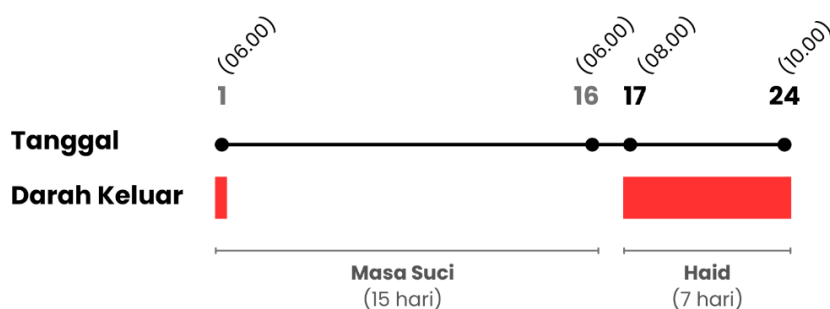 (06.00) (06.00) (08.00) (10.00)
1 16 17 24
Tanggal
Darah Keluar
Masa Suci Haid
(15 hari) (7 hari)